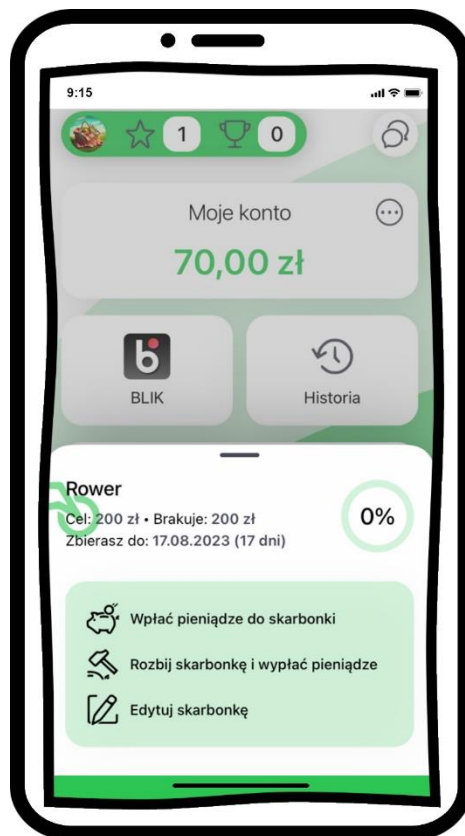 9:15
1 0
Moje konto
70,00 zł
b
BLIK
Historia
Rower
Cel: 200 zł • Brakuje: 200 zł
Zbierasz do: 17.08.2023 (17 dni)
0%
Wpłać pieniądze do skarbonki
Rozbij skarbonkę i wypłać pieniądze
Edytuj skarbonkę